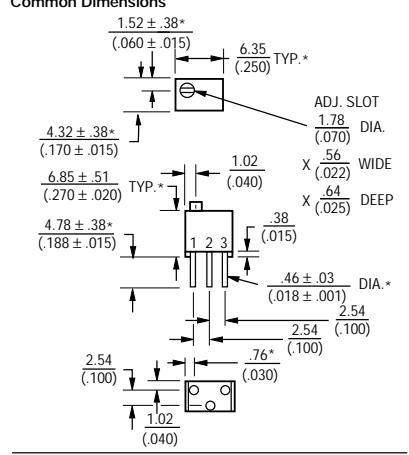 Common Dimensions
1.52 ± .38*
(.060 ± .015)
6.35
(.250)
TYP.*
ADJ. SLOT
1.78
(.070)
DIA.
X .56
(.022)
WIDE
X .64
(.025)
DEEP
4.32 ± .38*
(.170 ± .015)
1.02
(.040)
6.85 ± .51
(.270 ± .020)
TYP.*
4.78 ± .38*
(.188 ± .015)
.38
(.015)
1 2 3
.46 ± .03
(.018 ± .001)
DIA.*
2.54
(.100)
2.54
(.100)
2.54
(.100)
.76*
(.030)
1.02
(.040)